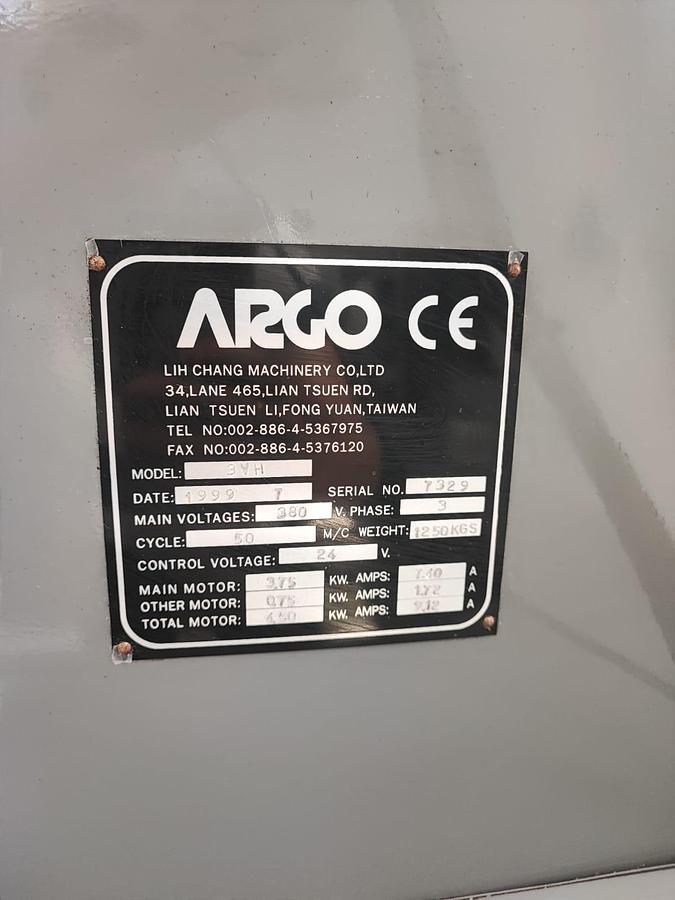 ARGO CE
LIH CHANG MACHINERY CO,LTD
34,LANE 465,LIAN TSUEN RD,
LIAN TSUEN LI,FONG YUAN,TAIWAN
TEL NO:002-886-4-5367975
FAX NO:002-886-4-5376120
MODEL: 3VH
DATE: 1999 7 SERIAL NO. 7329
MAIN VOLTAGES: 380 V. PHASE: 3
CYCLE: 50 M/C WEIGHT: 1250KGS
CONTROL VOLTAGE: 24 V.
MAIN MOTOR: 3.75 KW. AMPS: 7.40 A
OTHER MOTOR: 0.75 KW. AMPS: 1.72 A
TOTAL MOTOR: 4.50 KW. AMPS: 9.12 A